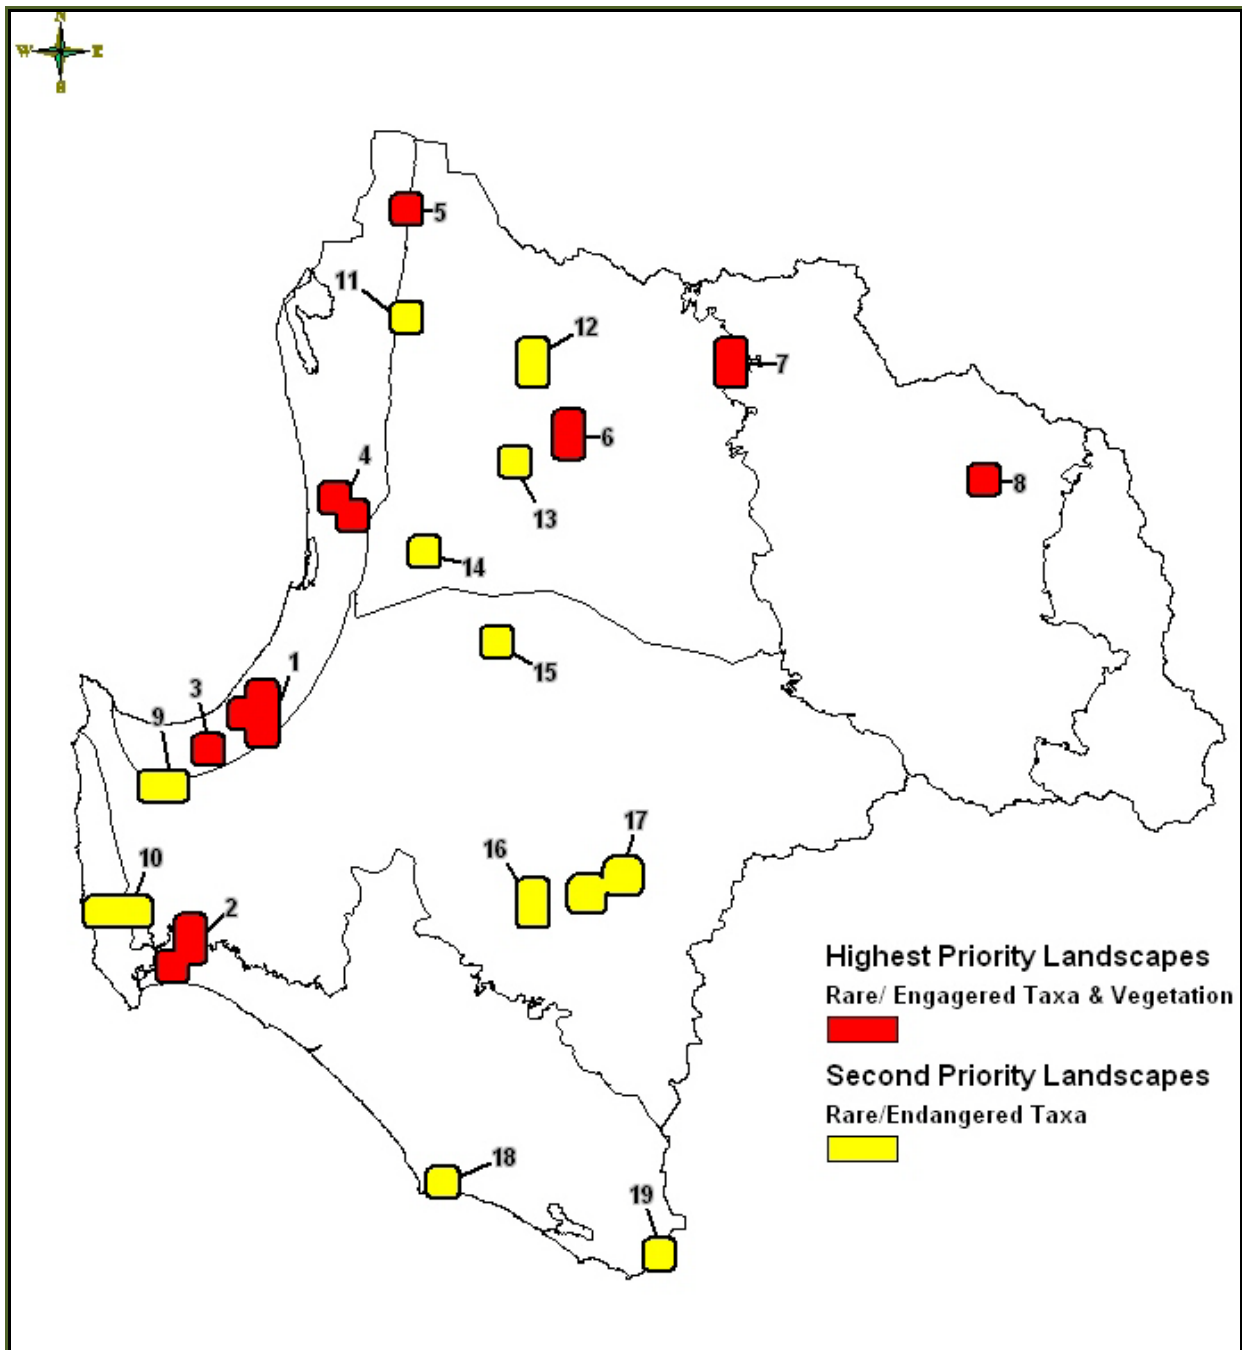 N
W E
S
5
11
12
7
6
4
8
13
14
15
1
3
9
17
16
10
2
Highest Priority Landscapes
Rare/ Engagered Taxa & Vegetation
Second Priority Landscapes
Rare/Endangered Taxa
18
19